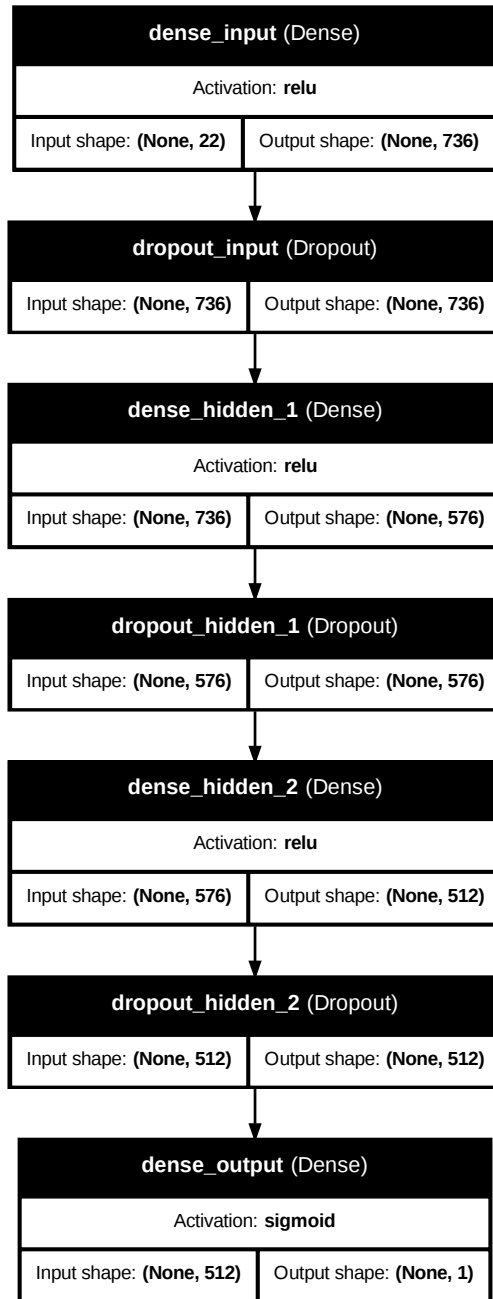 dense_input (Dense)
Activation: relu
Input shape: (None, 22) Output shape: (None, 736)
dropout_input (Dropout)
Input shape: (None, 736) Output shape: (None, 736)
dense_hidden_1 (Dense)
Activation: relu
Input shape: (None, 736) Output shape: (None, 576)
dropout_hidden_1 (Dropout)
Input shape: (None, 576) Output shape: (None, 576)
dense_hidden_2 (Dense)
Activation: relu
Input shape: (None, 576) Output shape: (None, 512)
dropout_hidden_2 (Dropout)
Input shape: (None, 512) Output shape: (None, 512)
dense_output (Dense)
Activation: sigmoid
Input shape: (None, 512) Output shape: (None, 1)